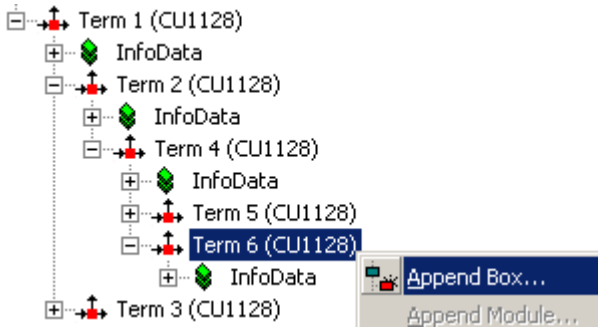 Term 1 (CU1128)
InfoData
Term 2 (CU1128)
InfoData
Term 4 (CU1128)
InfoData
Term 5 (CU1128)
Term 6 (CU1128)
InfoData
Append Box...
Term 3 (CU1128)
Append Module...